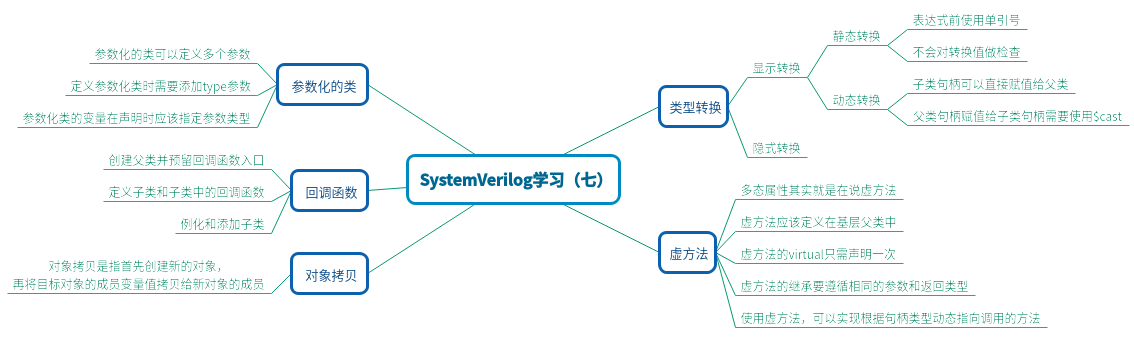 SystemVerilog学习（七）
类型转换
显示转换
静态转换
表达式前使用单引号
不会对转换值做检查
动态转换
子类句柄可以直接赋值给父类
父类句柄赋值给子类句柄需要使用$cast
隐式转换
虚方法
多态属性其实就是在说虚方法
虚方法应该定义在基层父类中
虚方法的virtual只需声明一次
虚方法的继承要遵循相同的参数和返回类型
使用虚方法，可以实现根据句柄类型动态指向调用的方法
参数化的类
参数化的类可以定义多个参数
定义参数化类时需要添加type参数
参数化类的变量在声明时应该指定参数类型
回调函数
创建父类并预留回调函数入口
定义子类和子类中的回调函数
例化和添加子类
对象拷贝
对象拷贝是指首先创建新的对象，
再将目标对象的成员变量值拷贝给新对象的成员